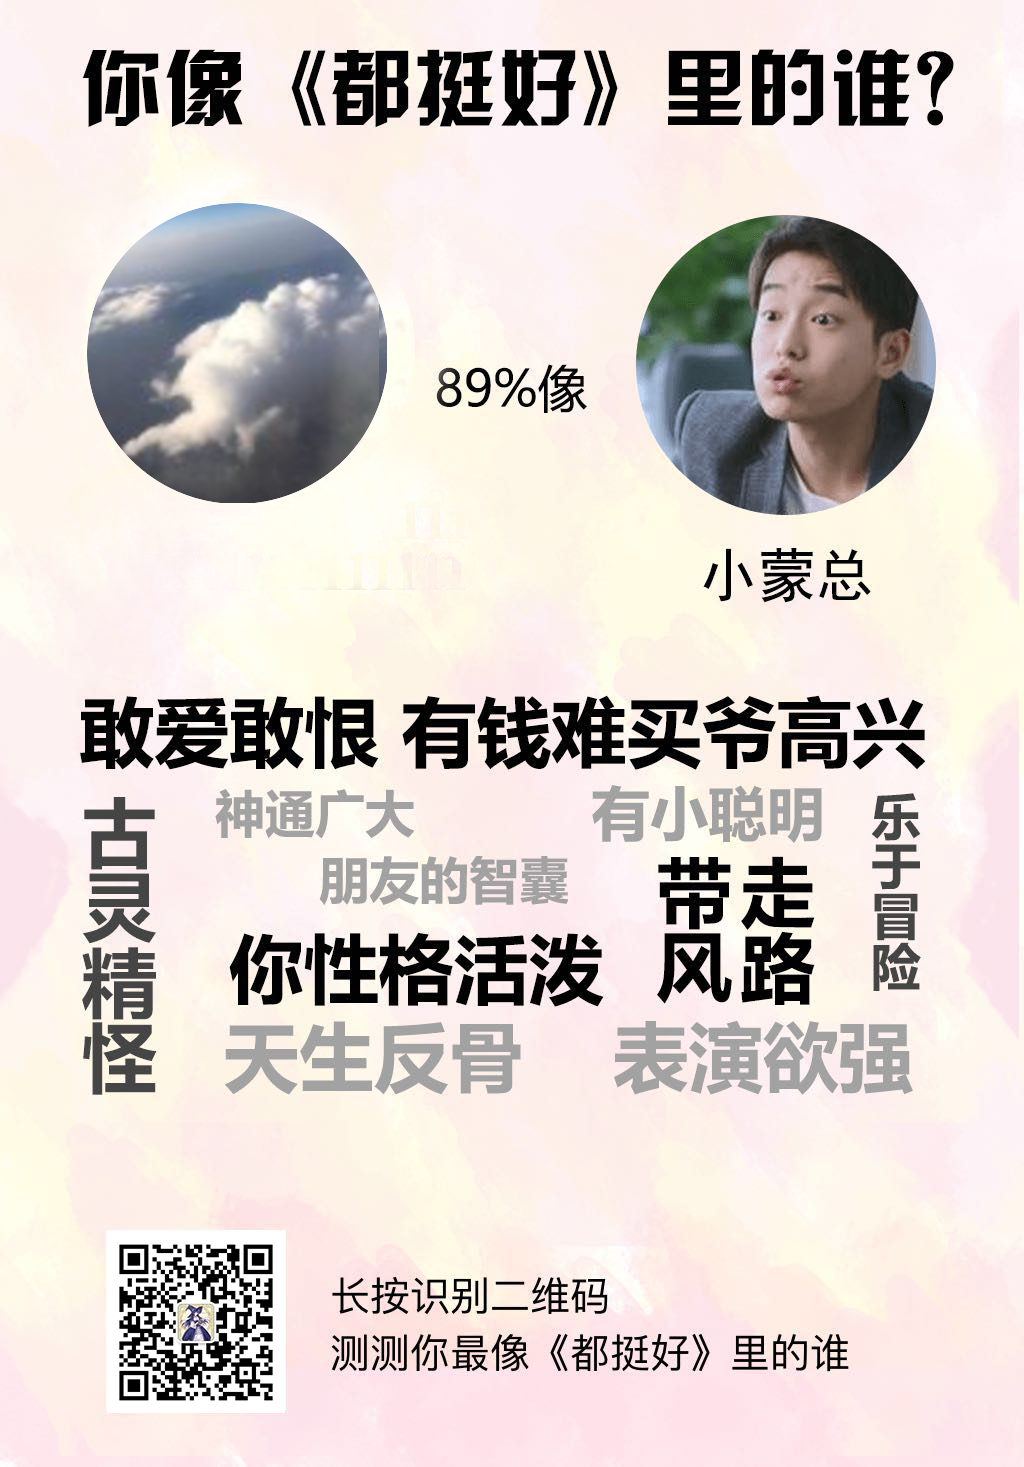 你像《都挺好》里的谁?
89%像
小蒙总
敢爱敢恨 有钱难买爷高兴
古灵精怪
神通广大
有小聪明
乐于冒险
朋友的智囊
带走
风路
你性格活泼
天生反骨
表演欲强
长按识别二维码
测测你最像《都挺好》里的谁